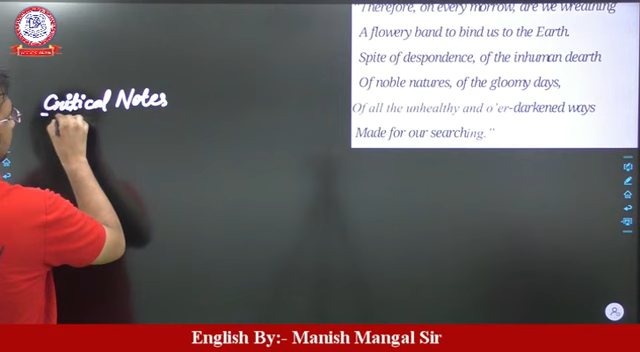 "Therefore, on every morrow, are we wreathing
A flowery band to bind us to the Earth.
Spite of despondence, of the inhuman dearth
Of noble natures, of the gloomy days,
Of all the unhealthy and o'er-darkened ways
Made for our searching."
Critical Notes
English By:- Manish Mangal Sir